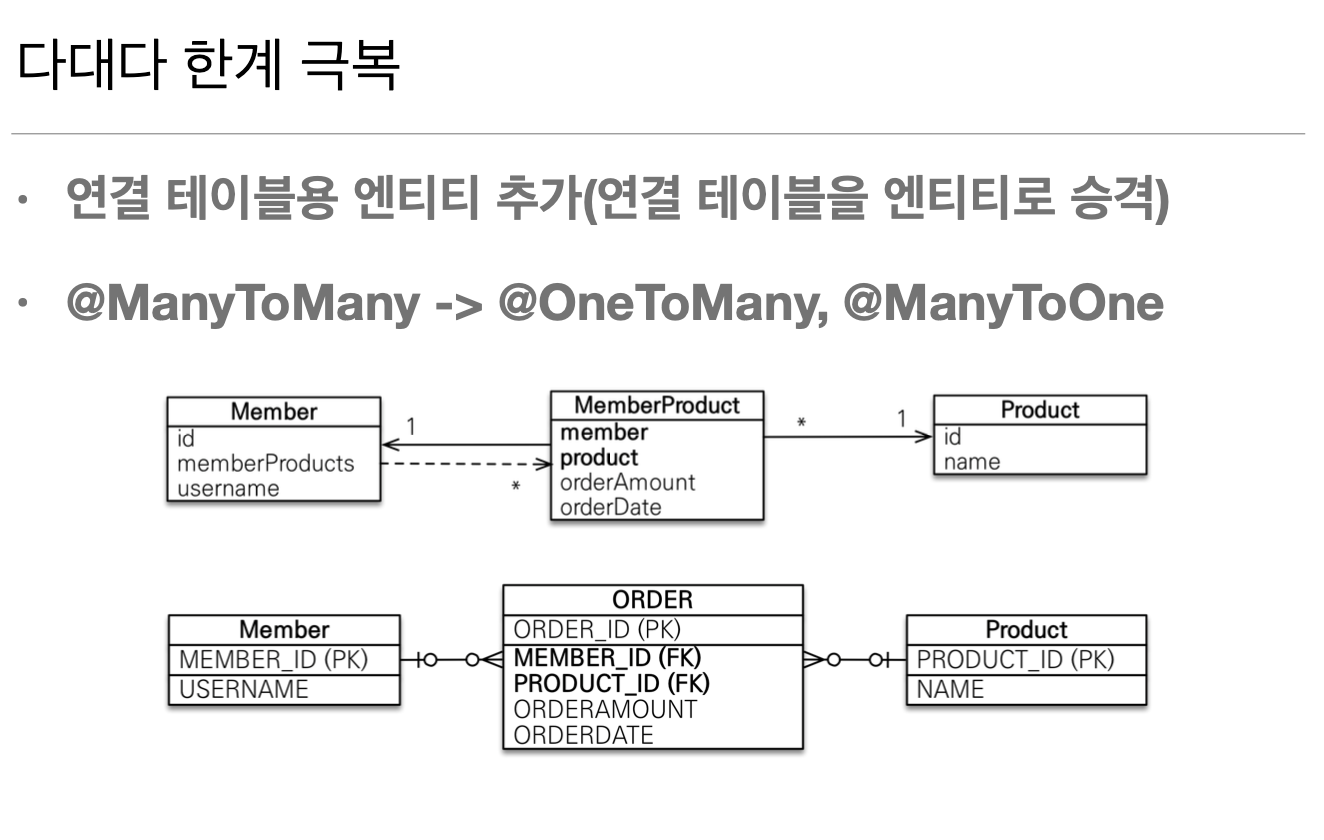 다대다 한계 극복
· 연결 테이블용 엔티티 추가(연결 테이블을 엔티티로 승격)
· @ManyToMany -> @OneToMany, @ManyToOne
Member
id
memberProducts
username
1
*
MemberProduct
member
product
orderAmount
orderDate
*
1
Product
id
name
Member
MEMBER_ID (PK)
USERNAME
ORDER
ORDER_ID (PK)
MEMBER_ID (FK)
PRODUCT_ID (FK)
ORDERAMOUNT
ORDERDATE
Product
PRODUCT_ID (PK)
NAME